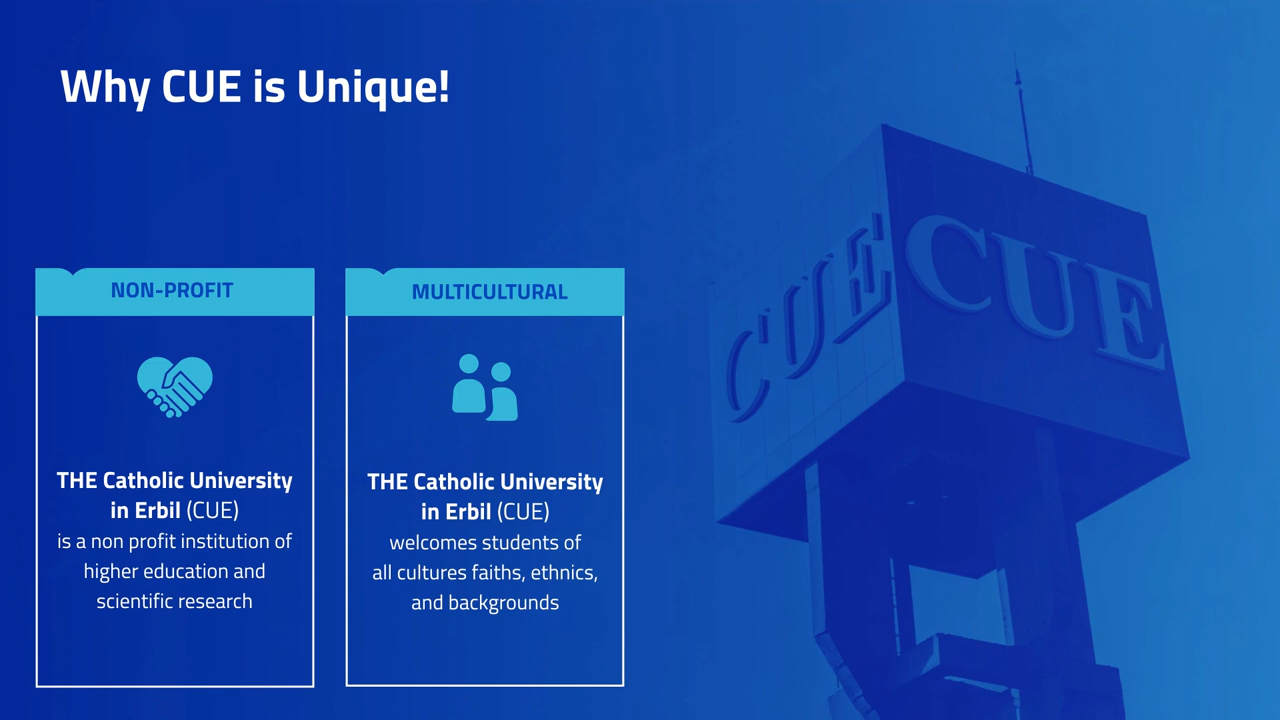 Why CUE is Unique!
NON-PROFIT
THE Catholic University
in Erbil (CUE)
is a non profit institution of
higher education and
scientific research
MULTICULTURAL
THE Catholic University
in Erbil (CUE)
welcomes students of
all cultures faiths, ethnics,
and backgrounds
CUE
CUE